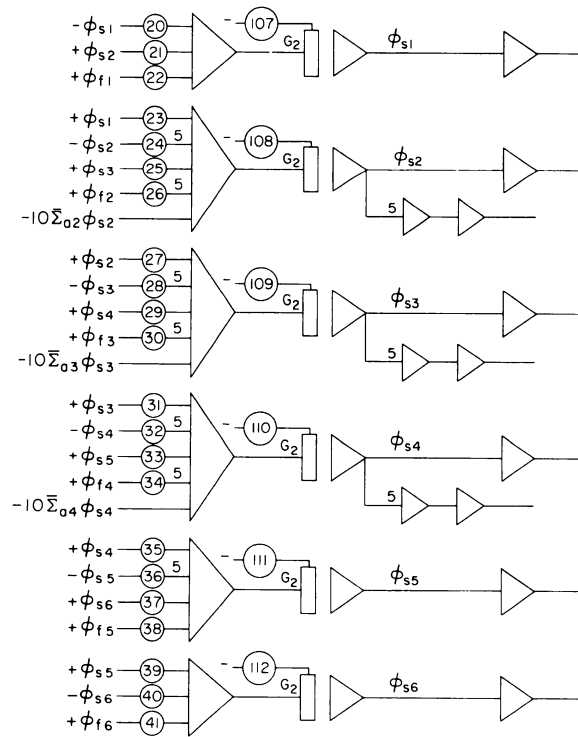 −ϕs1 20 − 107 G2 ϕs1
+ϕs2 21
+ϕf1 22
+ϕs1 23
−ϕs2 24 5 − 108 G2 ϕs2
+ϕs3 25
+ϕf2 26 5 5
−10Σ̄a2ϕs2
+ϕs2 27
−ϕs3 28 5 − 109 G2 ϕs3
+ϕs4 29
+ϕf3 30 5 5
−10Σ̄a3ϕs3
+ϕs3 31
−ϕs4 32 5 − 110 G2 ϕs4
+ϕs5 33
+ϕf4 34 5 5
−10Σ̄a4ϕs4
+ϕs4 35
−ϕs5 36 5 − 111 G2 ϕs5
+ϕs6 37
+ϕf5 38
+ϕs5 39 − 112
−ϕs6 40 G2 ϕs6
+ϕf6 41